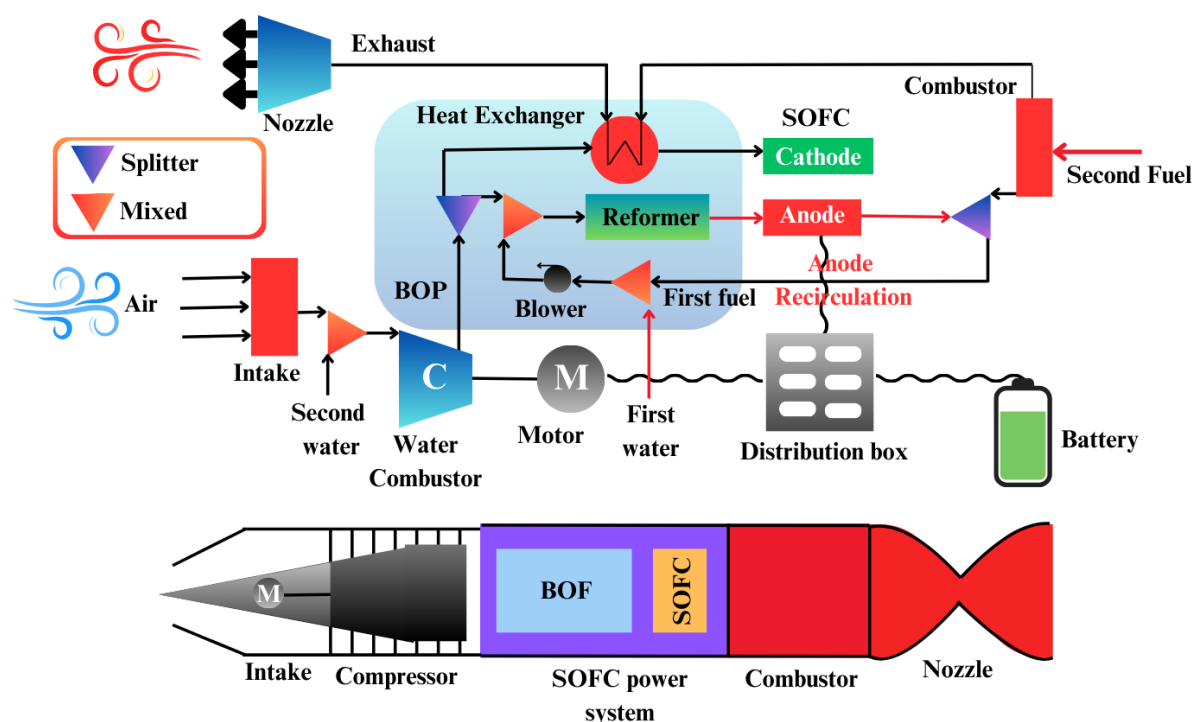 Exhaust
Nozzle
Combustor
Second Fuel
Heat Exchanger
SOFC
Cathode
Splitter
Mixed
Reformer
Anode
Anode
Recirculation
BOP
Blower
First fuel
Air
Intake
Second
water
C
Water
Combustor
M
Motor
First
water
Distribution box
Battery
M
BOF
SOFC
Intake
Compressor
SOFC power
system
Combustor
Nozzle